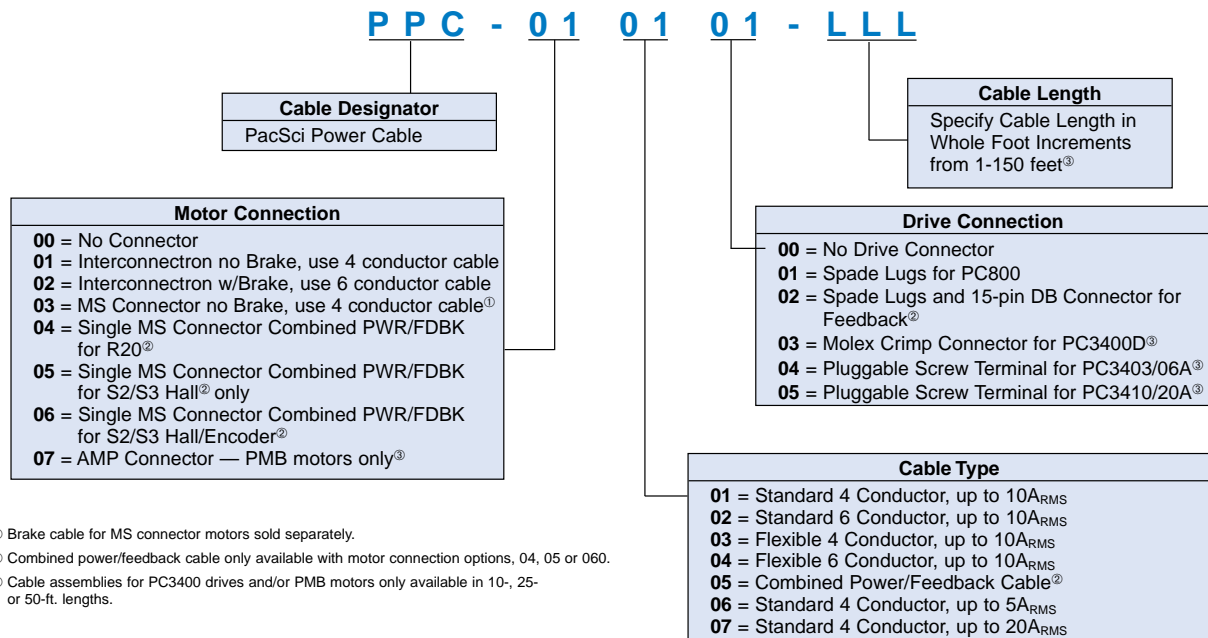 PPC - 01 01 01 - LLL
Cable Designator
PacSci Power Cable
Cable Length
Specify Cable Length in
Whole Foot Increments
from 1-150 feet③
Motor Connection
00 = No Connector
01 = Interconnectron no Brake, use 4 conductor cable
02 = Interconnectron w/Brake, use 6 conductor cable
03 = MS Connector no Brake, use 4 conductor cable①
04 = Single MS Connector Combined PWR/FDBK
for R20②
05 = Single MS Connector Combined PWR/FDBK
for S2/S3 Hall② only
06 = Single MS Connector Combined PWR/FDBK
for S2/S3 Hall/Encoder②
07 = AMP Connector — PMB motors only③
Drive Connection
00 = No Drive Connector
01 = Spade Lugs for PC800
02 = Spade Lugs and 15-pin DB Connector for
Feedback②
03 = Molex Crimp Connector for PC3400D③
04 = Pluggable Screw Terminal for PC3403/06A③
05 = Pluggable Screw Terminal for PC3410/20A③
Cable Type
01 = Standard 4 Conductor, up to 10ARMS
02 = Standard 6 Conductor, up to 10ARMS
03 = Flexible 4 Conductor, up to 10ARMS
04 = Flexible 6 Conductor, up to 10ARMS
05 = Combined Power/Feedback Cable②
06 = Standard 4 Conductor, up to 5ARMS
07 = Standard 4 Conductor, up to 20ARMS
Brake cable for MS connector motors sold separately.
Combined power/feedback cable only available with motor connection options, 04, 05 or 060.
Cable assemblies for PC3400 drives and/or PMB motors only available in 10-, 25-
or 50-ft. lengths.